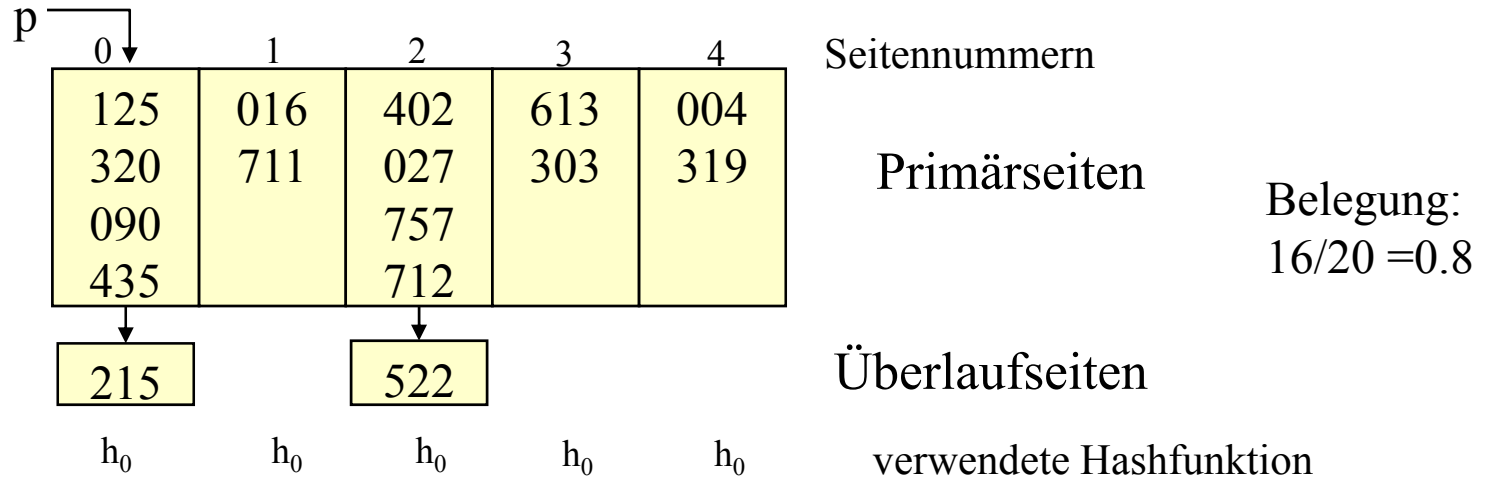 p
0 1 2 3 4 Seitennummern
125 016 402 613 004
320 711 027 303 319 Primärseiten
090 757 Belegung:
435 712 16/20 =0.8
215 522 Überlaufseiten
h₀ h₀ h₀ h₀ h₀ verwendete Hashfunktion